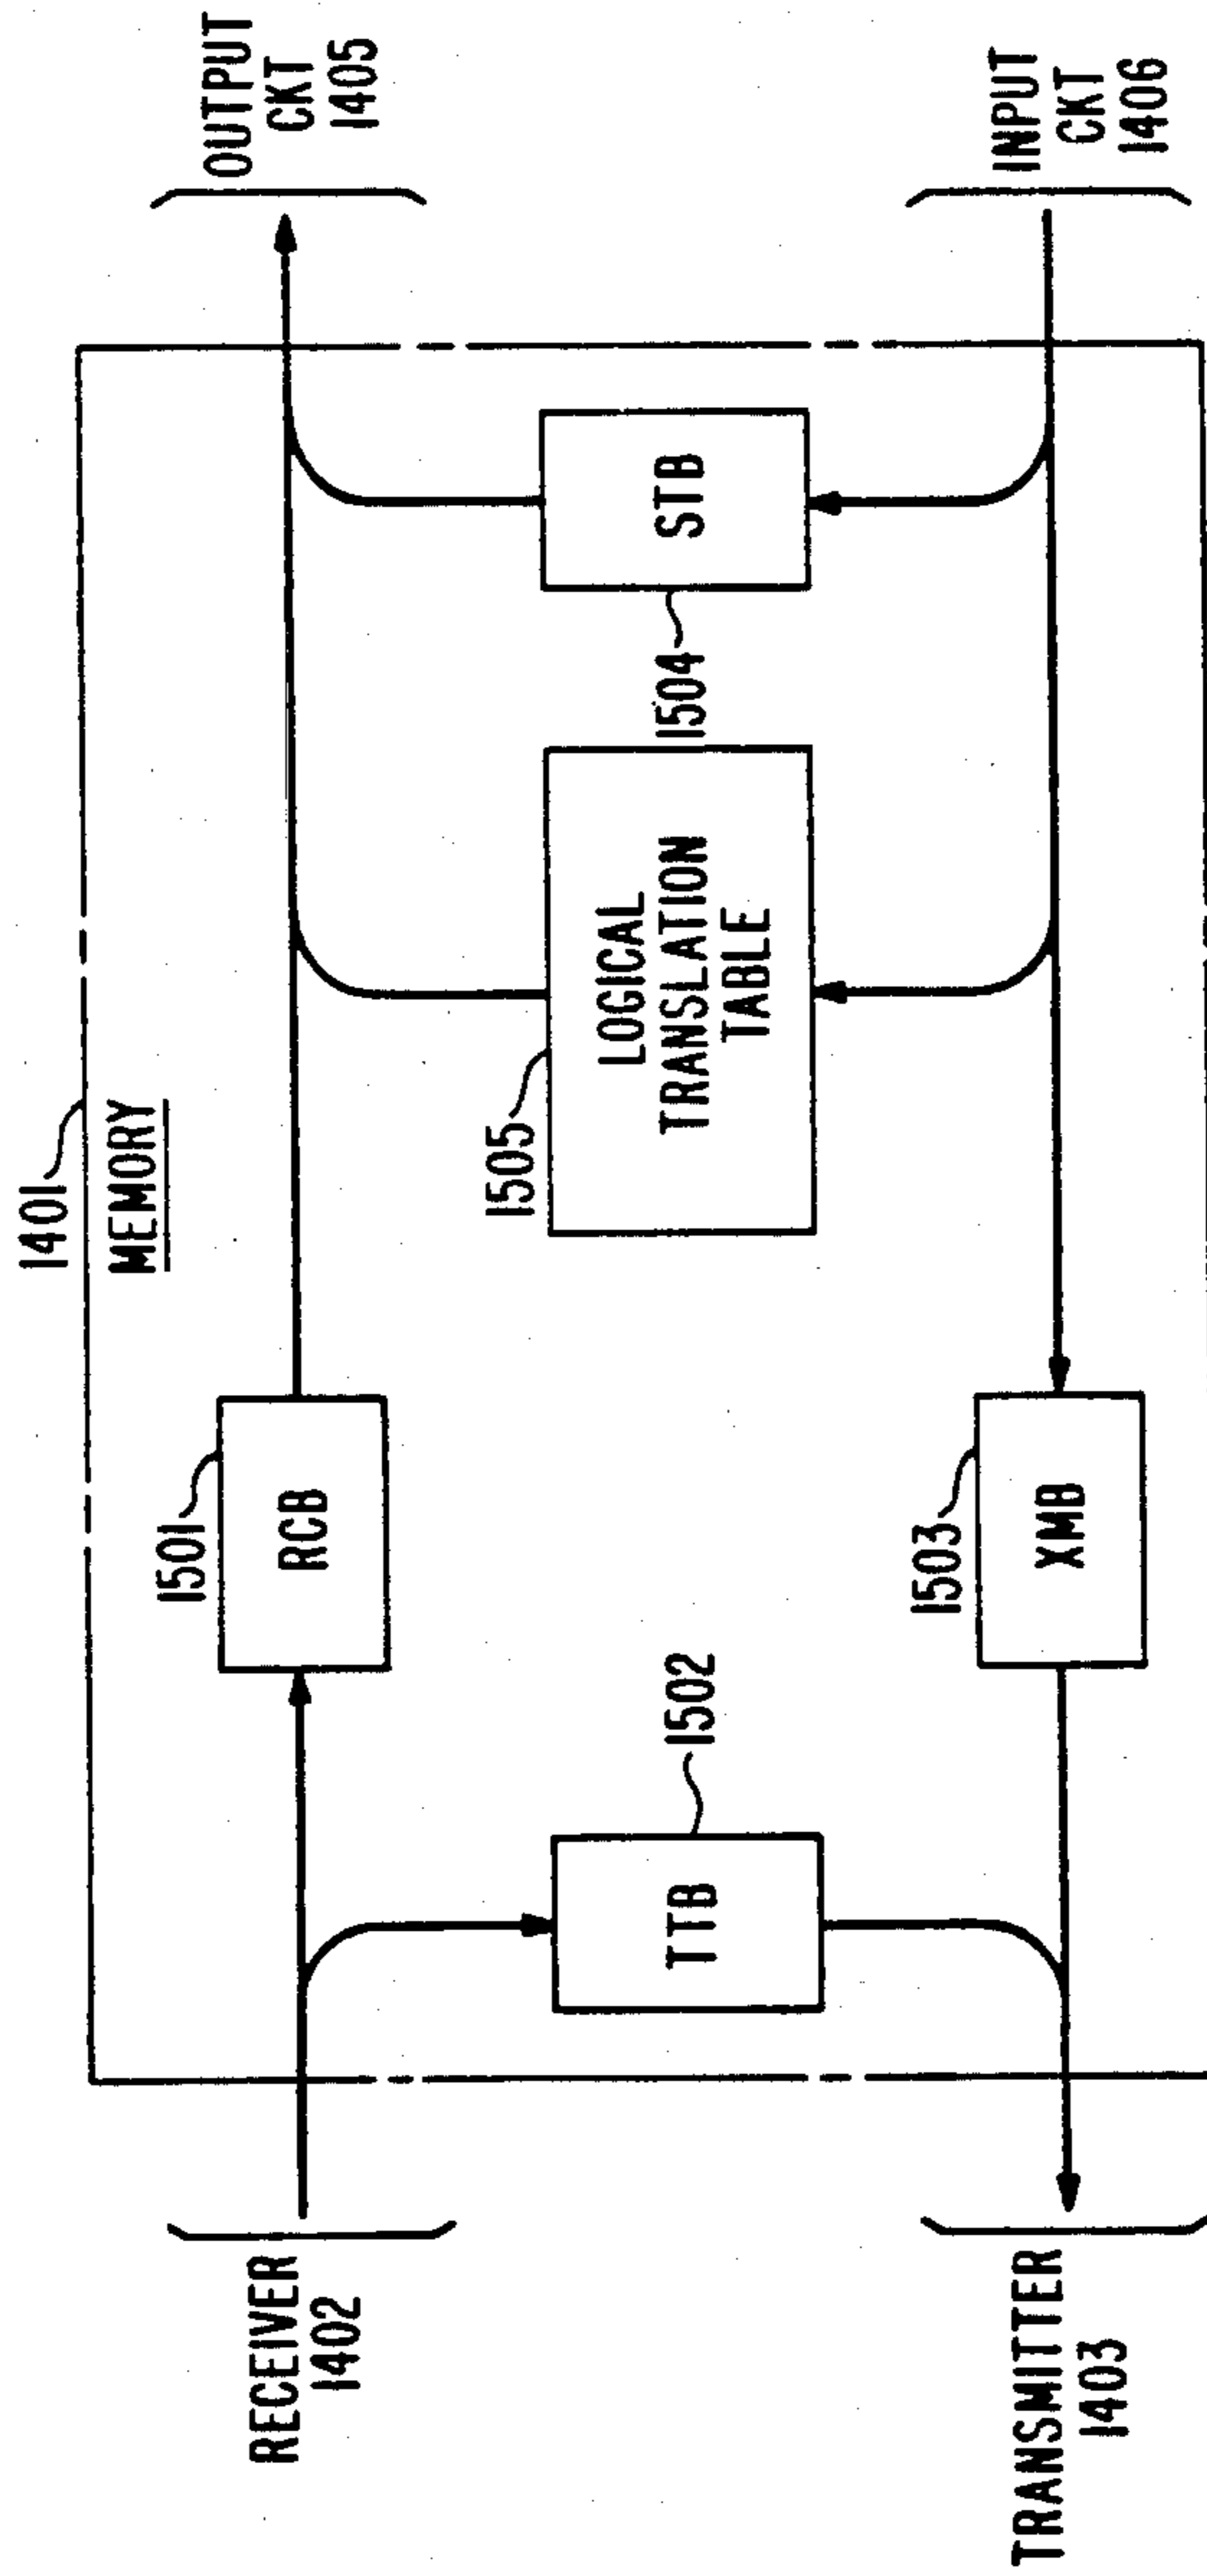 1401
MEMORY
RECEIVER
1402
1501
RCB
OUTPUT
CKT
1405
TTB
1502
1505
LOGICAL
TRANSLATION
TABLE
1504
STB
TRANSMITTER
1403
1503
XMB
INPUT
CKT
1406